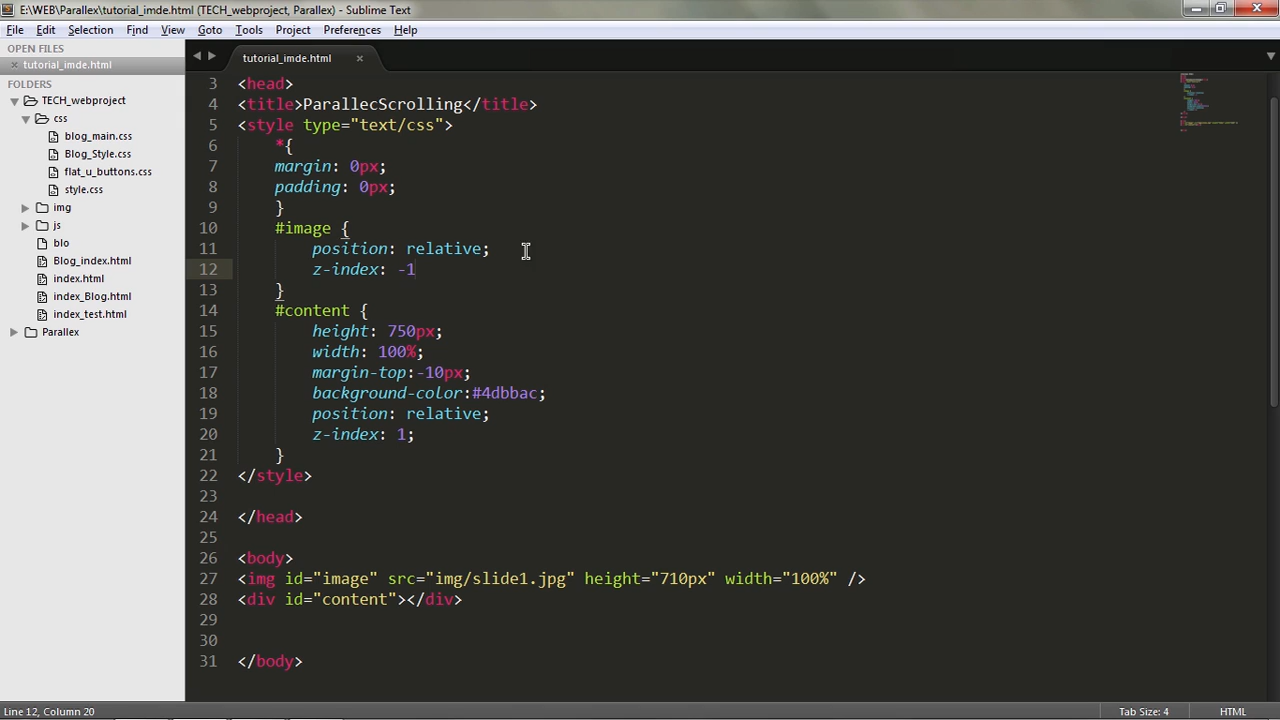 E:\WEB\Parallex\tutorial_imde.html (TECH_webproject, Parallex) - Sublime Text
File Edit Selection Find View Goto Tools Project Preferences Help
OPEN FILES
tutorial_imde.html
FOLDERS
TECH_webproject
css
blog_main.css
Blog_Style.css
flat_u_buttons.css
style.css
img
js
blo
Blog_index.html
index.html
index_Blog.html
index_test.html
Parallex
tutorial_imde.html
3 <head>
4 <title>ParallecScrolling</title>
5 <style type="text/css">
6 *{
7 margin: 0px;
8 padding: 0px;
9 }
10 #image {
11 position: relative;
12 z-index: -1
13 }
14 #content {
15 height: 750px;
16 width: 100%;
17 margin-top:-10px;
18 background-color:#4dbbac;
19 position: relative;
20 z-index: 1;
21 }
22 </style>
23
24 </head>
25
26 <body>
27 <img id="image" src="img/slide1.jpg" height="710px" width="100%" />
28 <div id="content"></div>
29
30
31 </body>
Line 12, Column 20
Tab Size: 4
HTML